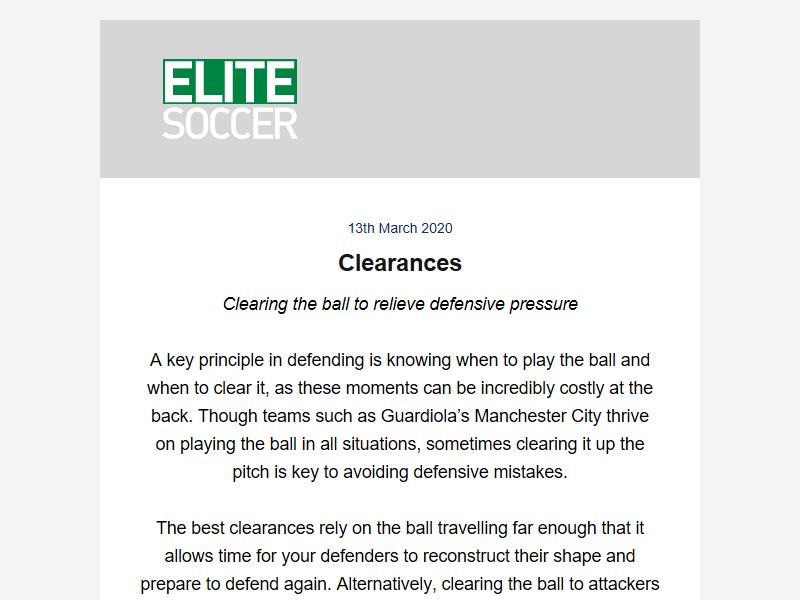 ELITE
SOCCER
13th March 2020
Clearances
Clearing the ball to relieve defensive pressure
A key principle in defending is knowing when to play the ball and
when to clear it, as these moments can be incredibly costly at the
back. Though teams such as Guardiola’s Manchester City thrive
on playing the ball in all situations, sometimes clearing it up the
pitch is key to avoiding defensive mistakes.
The best clearances rely on the ball travelling far enough that it
allows time for your defenders to reconstruct their shape and
prepare to defend again. Alternatively, clearing the ball to attackers